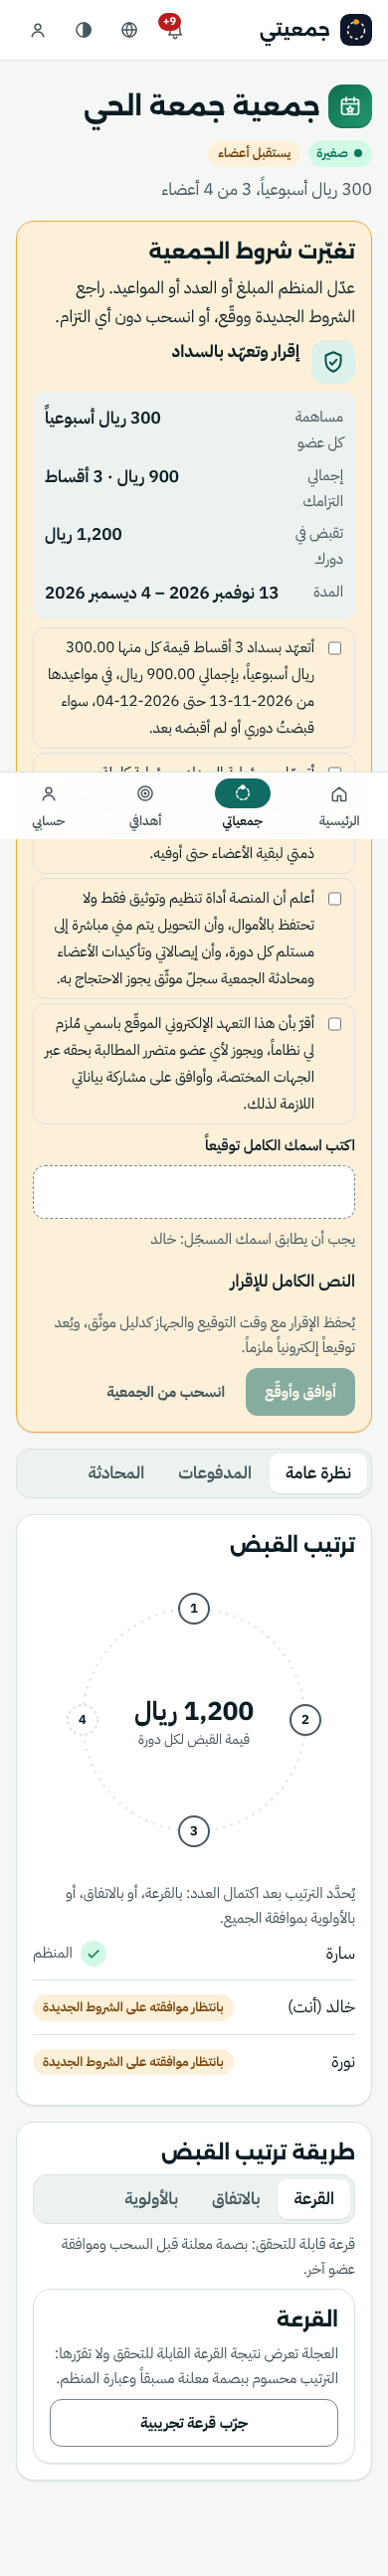 جمعيتي
+9
جمعية جمعة الحي
صغيرة
يستقبل أعضاء
300 ريال أسبوعياً، 3 من 4 أعضاء
تغيّرت شروط الجمعية
عدّل المنظم المبلغ أو العدد أو المواعيد. راجع
الشروط الجديدة ووقّع، أو انسحب دون أي التزام.
إقرار وتعهّد بالسداد
مساهمة كل عضو
300 ريال أسبوعياً
إجمالي التزامك
900 ريال · 3 أقساط
تقبض في دورك
1,200 ريال
المدة
13 نوفمبر 2026 – 4 ديسمبر 2026
أتعهّد بسداد 3 أقساط قيمة كل منها 300.00
ريال أسبوعياً، بإجمالي 900.00 ريال، في مواعيدها
من 2026-11-13 حتى 2026-12-04، سواء
قبضتُ دوري أو لم أقبضه بعد.
الرئيسية
جمعياتي
أهدافي
حسابي
ذمتي لبقية الأعضاء حتى أوفيه.
أعلم أن المنصة أداة تنظيم وتوثيق فقط ولا
تحتفظ بالأموال، وأن التحويل يتم مني مباشرة إلى
مستلم كل دورة، وأن إيصالاتي وتأكيدات الأعضاء
ومحادثة الجمعية سجلّ موثّق يجوز الاحتجاج به.
أقرّ بأن هذا التعهد الإلكتروني الموقّع باسمي مُلزم
لي نظاماً، ويجوز لأي عضو متضرر المطالبة بحقه عبر
الجهات المختصة، وأوافق على مشاركة بياناتي
اللازمة لذلك.
اكتب اسمك الكامل توقيعاً
يجب أن يطابق اسمك المسجّل: خالد
النص الكامل للإقرار
يُحفظ الإقرار مع وقت التوقيع والجهاز كدليل موثّق، ويُعد
توقيعاً إلكترونياً ملزماً.
أوافق وأوقّع
انسحب من الجمعية
نظرة عامة
المدفوعات
المحادثة
ترتيب القبض
1
2
3
4
1,200 ريال
قيمة القبض لكل دورة
يُحدَّد الترتيب بعد اكتمال العدد: بالقرعة، أو بالاتفاق، أو
بالأولوية بموافقة الجميع.
سارة
المنظم
خالد (أنت)
بانتظار موافقته على الشروط الجديدة
نورة
بانتظار موافقته على الشروط الجديدة
طريقة ترتيب القبض
القرعة
بالاتفاق
بالأولوية
قرعة قابلة للتحقق: بصمة معلنة قبل السحب وموافقة
عضو آخر.
القرعة
العجلة تعرض نتيجة القرعة القابلة للتحقق ولا تقرّرها:
الترتيب محسوم ببصمة معلنة مسبقاً وعبارة المنظم.
جرّب قرعة تجريبية